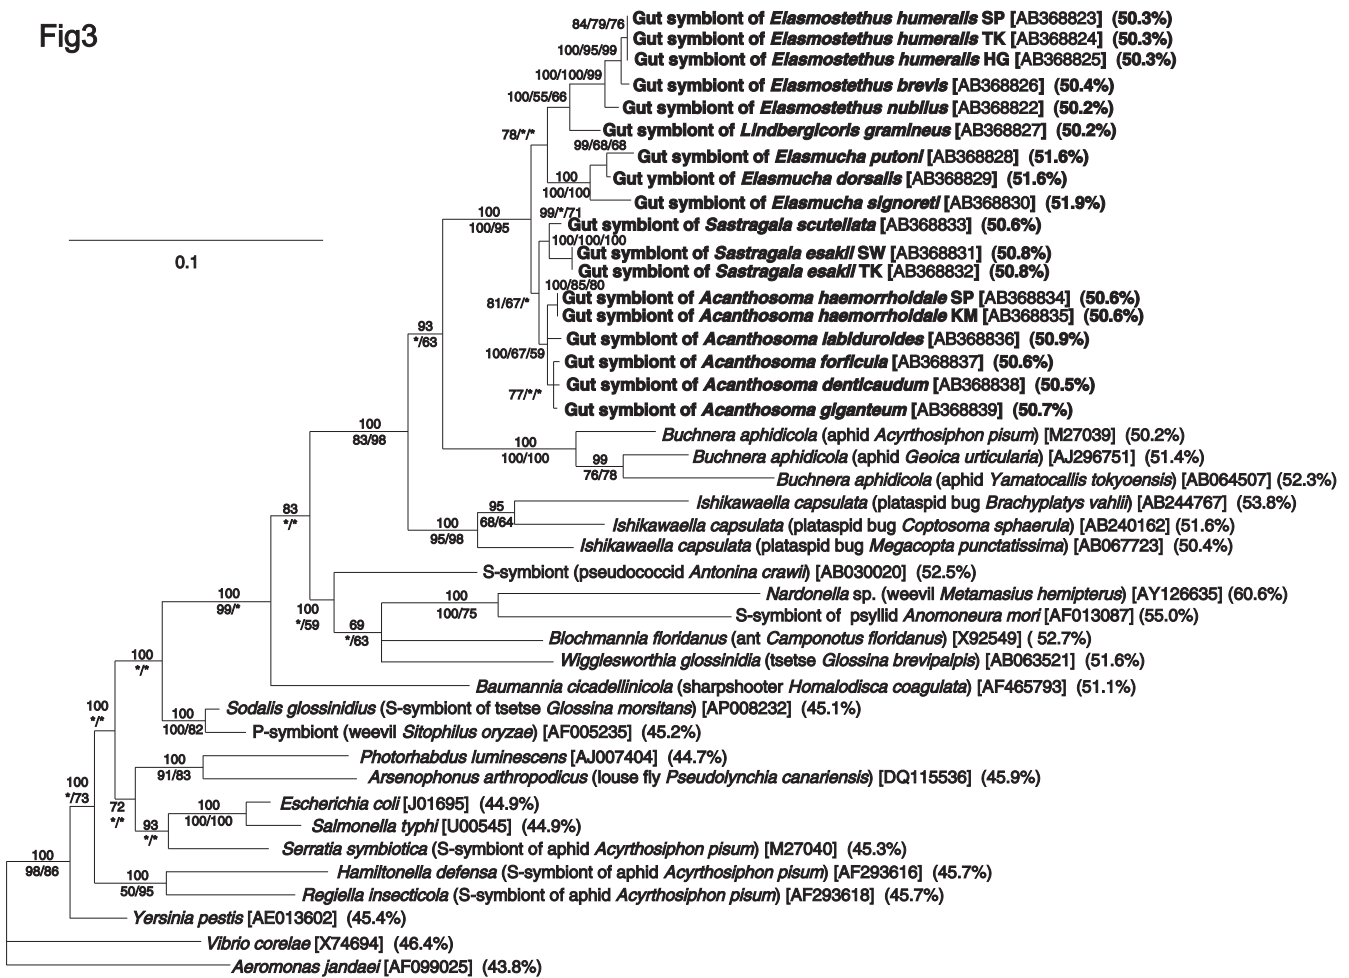 Fig3
84/79/76
Gut symbiont of Elasmostethus humeralis SP [AB368823] (50.3%)
Gut symbiont of Elasmostethus humeralis TK [AB368824] (50.3%)
100/95/99
Gut symbiont of Elasmostethus humeralis HG [AB368825] (50.3%)
100/100/99
Gut symbiont of Elasmostethus brevis [AB368826] (50.4%)
100/55/66
Gut symbiont of Elasmostethus nubilus [AB368822] (50.2%)
78/*/*
Gut symbiont of Lindbergicoris gramineus [AB368827] (50.2%)
99/68/68
Gut symbiont of Elasmucha putoni [AB368828] (51.6%)
100
Gut ymbiont of Elasmucha dorsalis [AB368829] (51.6%)
100/100
Gut symbiont of Elasmucha signoreti [AB368830] (51.9%)
100
100/95
99/*/71
Gut symbiont of Sastragala scutellata [AB368833] (50.6%)
100/100/100
Gut symbiont of Sastragala esakii SW [AB368831] (50.8%)
0.1
Gut symbiont of Sastragala esakii TK [AB368832] (50.8%)
100/85/80
81/67/*
Gut symbiont of Acanthosoma haemorrhoidale SP [AB368834] (50.6%)
Gut symbiont of Acanthosoma haemorrhoidale KM [AB368835] (50.6%)
93
*/63
Gut symbiont of Acanthosoma labiduroides [AB368836] (50.9%)
100/67/59
Gut symbiont of Acanthosoma forficula [AB368837] (50.6%)
Gut symbiont of Acanthosoma denticaudum [AB368838] (50.5%)
77/*/*
Gut symbiont of Acanthosoma giganteum [AB368839] (50.7%)
100
83/98
Buchnera aphidicola (aphid Acyrthosiphon pisum) [M27039] (50.2%)
100
100/100
Buchnera aphidicola (aphid Geoica urticularia) [AJ296751] (51.4%)
99
76/78
Buchnera aphidicola (aphid Yamatocallis tokyoensis) [AB064507] (52.3%)
Ishikawaella capsulata (plataspid bug Brachyplatys vahlii) [AB244767] (53.8%)
95
68/64
83
*/*
100
95/98
Ishikawaella capsulata (plataspid bug Coptosoma sphaerula) [AB240162] (51.6%)
Ishikawaella capsulata (plataspid bug Megacopta punctatissima) [AB067723] (50.4%)
S-symbiont (pseudococcid Antonina crawii) [AB030020] (52.5%)
100
99/*
100
100/75
Nardonella sp. (weevil Metamasius hemipterus) [AY126635] (60.6%)
100
*/59
S-symbiont of psyllid Anomoneura mori [AF013087] (55.0%)
69
*/63
Blochmannia floridanus (ant Camponotus floridanus) [X92549] ( 52.7%)
Wigglesworthia glossinidia (tsetse Glossina brevipalpis) [AB063521] (51.6%)
100
*/*
Baumannia cicadellinicola (sharpshooter Homalodisca coagulata) [AF465793] (51.1%)
100
*/*
Sodalis glossinidius (S-symbiont of tsetse Glossina morsitans) [AP008232] (45.1%)
100
100/82
P-symbiont (weevil Sitophilus oryzae) [AF005235] (45.2%)
Photorhabdus luminescens [AJ007404] (44.7%)
100
91/83
Arsenophonus arthropodicus (louse fly Pseudolynchia canariensis) [DQ115536] (45.9%)
100
*/73
72
*/*
Escherichia coli [J01695] (44.9%)
100
100/100
Salmonella typhi [U00545] (44.9%)
93
*/*
Serratia symbiotica (S-symbiont of aphid Acyrthosiphon pisum) [M27040] (45.3%)
100
98/86
Hamiltonella defensa (S-symbiont of aphid Acyrthosiphon pisum) [AF293616] (45.7%)
100
50/95
Regiella insecticola (S-symbiont of aphid Acyrthosiphon pisum) [AF293618] (45.7%)
Yersinia pestis [AE013602] (45.4%)
Vibrio corelae [X74694] (46.4%)
Aeromonas jandaei [AF099025] (43.8%)